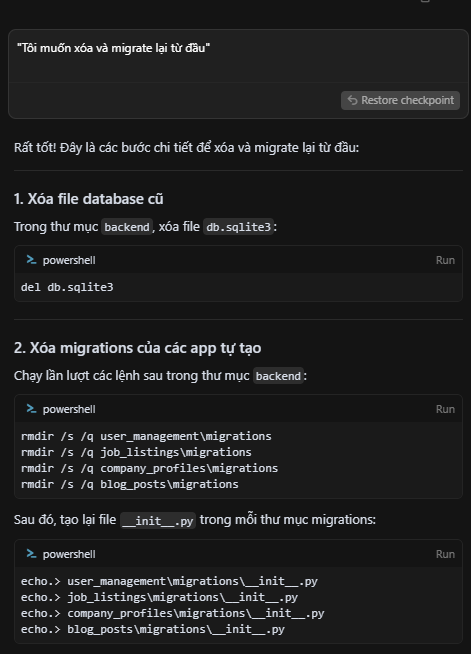 "Tôi muốn xóa và migrate lại từ đầu"
Restore checkpoint
Rất tốt! Đây là các bước chi tiết để xóa và migrate lại từ đầu:
1. Xóa file database cũ
Trong thư mục backend, xóa file db.sqlite3:
powershell
Run
del db.sqlite3
2. Xóa migrations của các app tự tạo
Chạy lần lượt các lệnh sau trong thư mục backend:
powershell
Run
rmdir /s /q user_management\migrations
rmdir /s /q job_listings\migrations
rmdir /s /q company_profiles\migrations
rmdir /s /q blog_posts\migrations
Sau đó, tạo lại file __init__.py trong mỗi thư mục migrations:
powershell
Run
echo.> user_management\migrations\__init__.py
echo.> job_listings\migrations\__init__.py
echo.> company_profiles\migrations\__init__.py
echo.> blog_posts\migrations\__init__.py